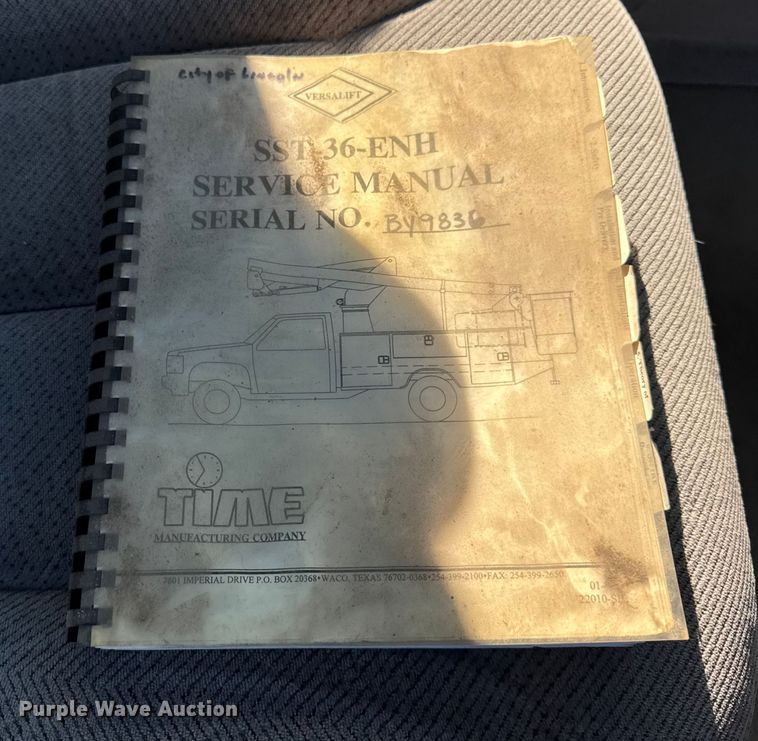 City of Lincoln
VERSALIFT
SST 36-ENH
SERVICE MANUAL
SERIAL NO. BY9836
TIME
MANUFACTURING COMPANY
7601 IMPERIAL DRIVE P.O. BOX 20368•WACO, TEXAS 76702-0368•254-399-2100•FAX: 254-399-2650
01
Purple Wave Auction